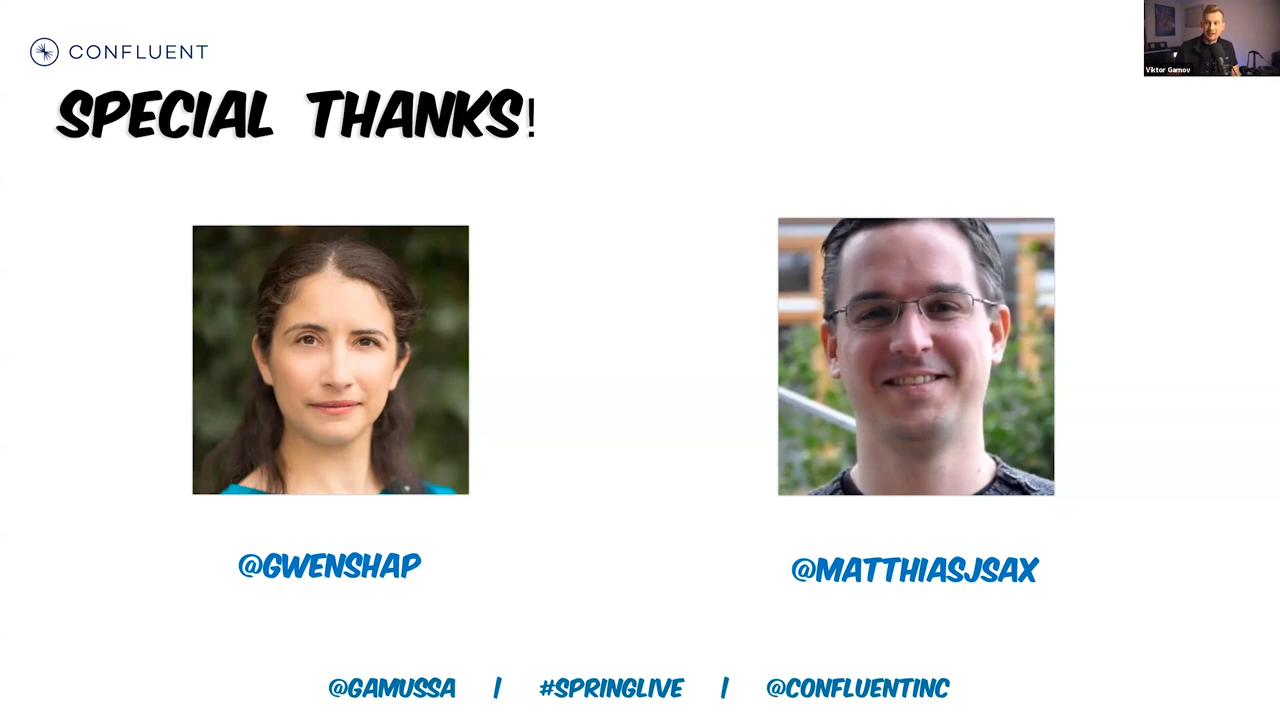 CONFLUENT
Viktor Gamov
SPECIAL THANKS!
@GWENSHAP
@MATTHIASJSAX
@GAMUSSA | #SPRINGLIVE | @CONFLUENTINC